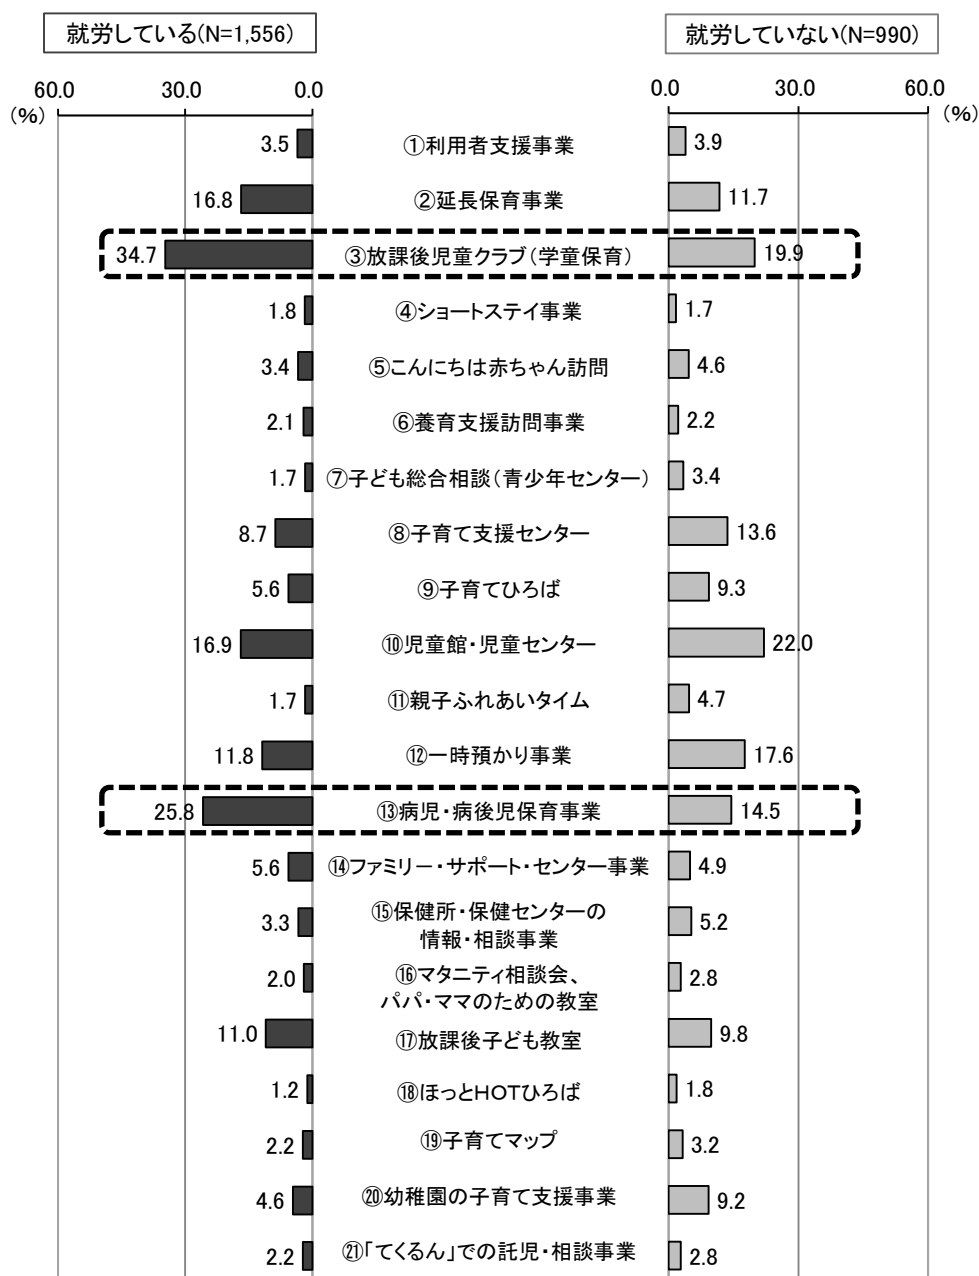 就労している(N=1,556)
就労していない(N=990)
60.0 30.0 0.0
0.0 30.0 60.0
(%)
(%)
3.5 ①利用者支援事業 3.9
16.8 ②延長保育事業 11.7
34.7 ③放課後児童クラブ(学童保育) 19.9
1.8 ④ショートステイ事業 1.7
3.4 ⑤こんにちは赤ちゃん訪問 4.6
2.1 ⑥養育支援訪問事業 2.2
1.7 ⑦子ども総合相談(青少年センター) 3.4
8.7 ⑧子育て支援センター 13.6
5.6 ⑨子育てひろば 9.3
16.9 ⑩児童館・児童センター 22.0
1.7 ⑪親子ふれあいタイム 4.7
11.8 ⑫一時預かり事業 17.6
25.8 ⑬病児・病後児保育事業 14.5
5.6 ⑭ファミリー・サポート・センター事業 4.9
3.3 ⑮保健所・保健センターの 5.2
情報・相談事業
2.0 ⑯マタニティ相談会、 2.8
パパ・ママのための教室
11.0 ⑰放課後子ども教室 9.8
1.2 ⑱ほっとHOTひろば 1.8
2.2 ⑲子育てマップ 3.2
4.6 ⑳幼稚園の子育て支援事業 9.2
2.2 ㉑「てくるん」での託児・相談事業 2.8